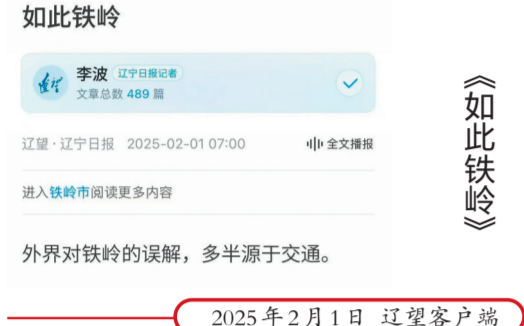 如此铁岭
李波 辽宁日报记者
文章总数 489 篇
辽望·辽宁日报 2025-02-01 07:00 全文播报
进入铁岭市阅读更多内容
外界对铁岭的误解，多半源于交通。
《如此铁岭》
2025年2月1日 辽望客户端